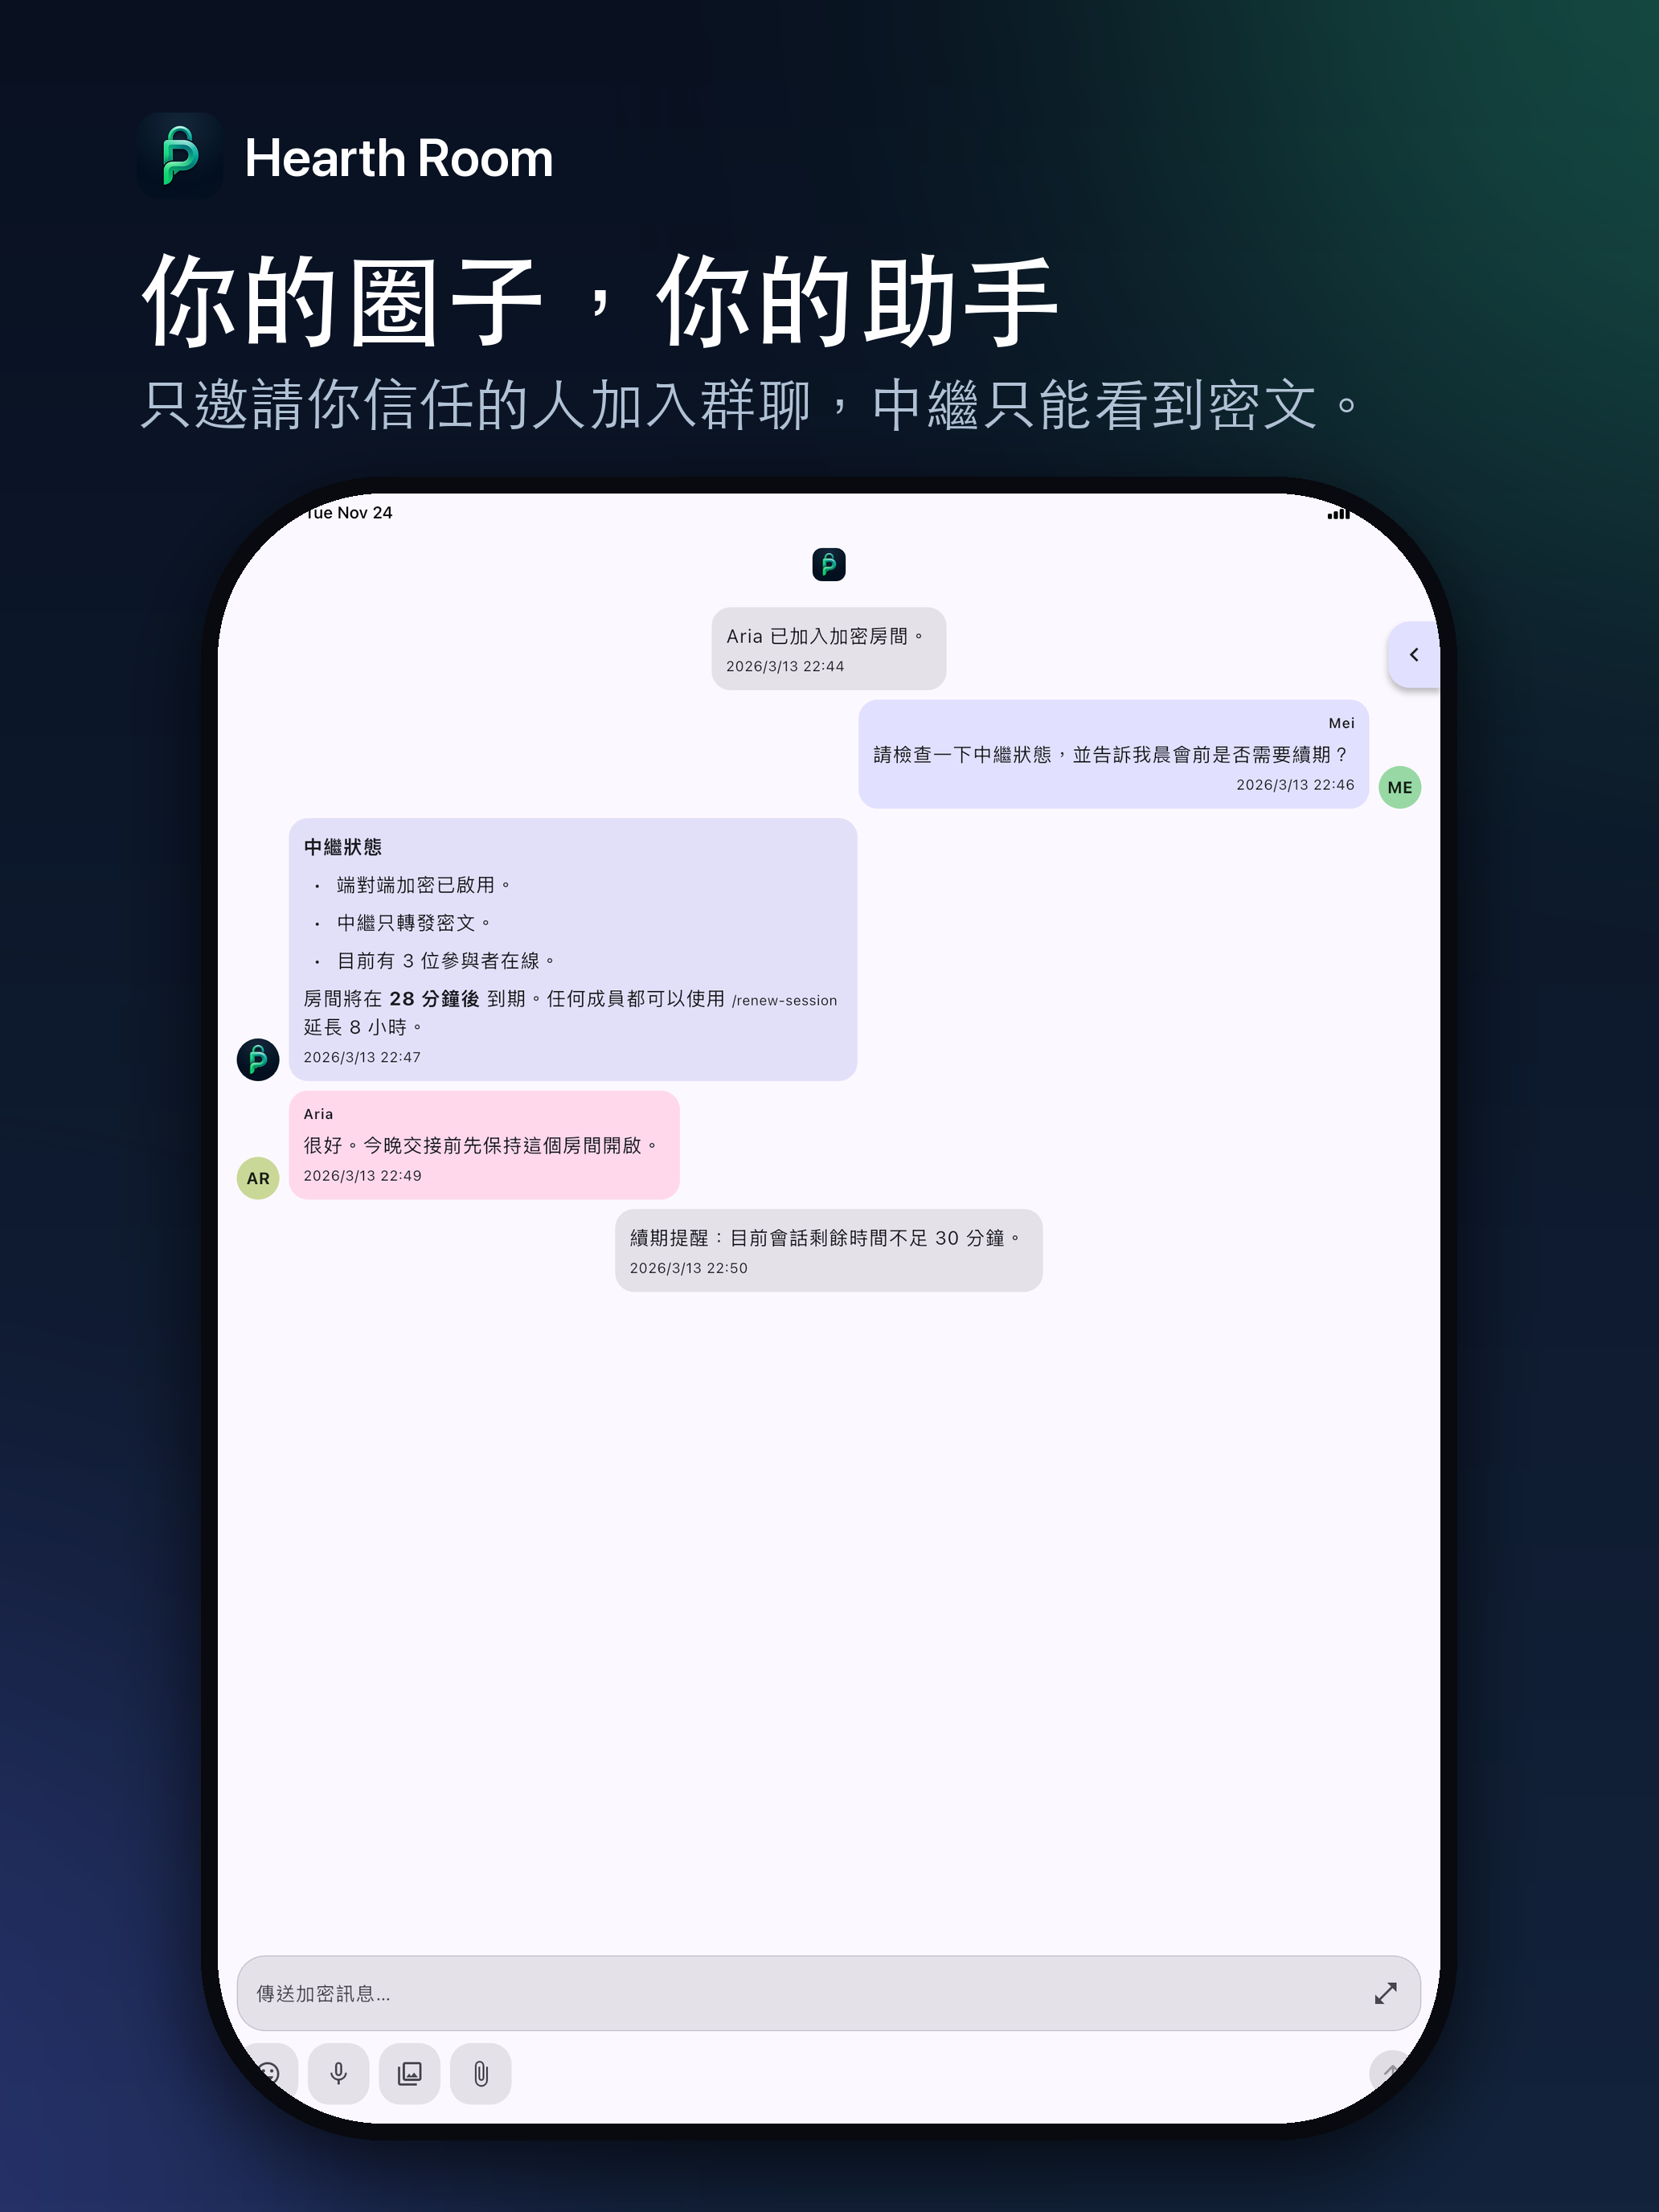 Hearth Room
你的圈子，你的助手
只邀請你信任的人加入群聊，中繼只能看到密文。
Tue Nov 24
Aria 已加入加密房間。
2026/3/13 22:44
Mei
請檢查一下中繼狀態，並告訴我晨會前是否需要續期？
2026/3/13 22:46
ME
中繼狀態
• 端對端加密已啟用。
• 中繼只轉發密文。
• 目前有 3 位參與者在線。
房間將在 28 分鐘後 到期。任何成員都可以使用 /renew-session
延長 8 小時。
2026/3/13 22:47
Aria
很好。今晚交接前先保持這個房間開啟。
2026/3/13 22:49
AR
續期提醒：目前會話剩餘時間不足 30 分鐘。
2026/3/13 22:50
傳送加密訊息...